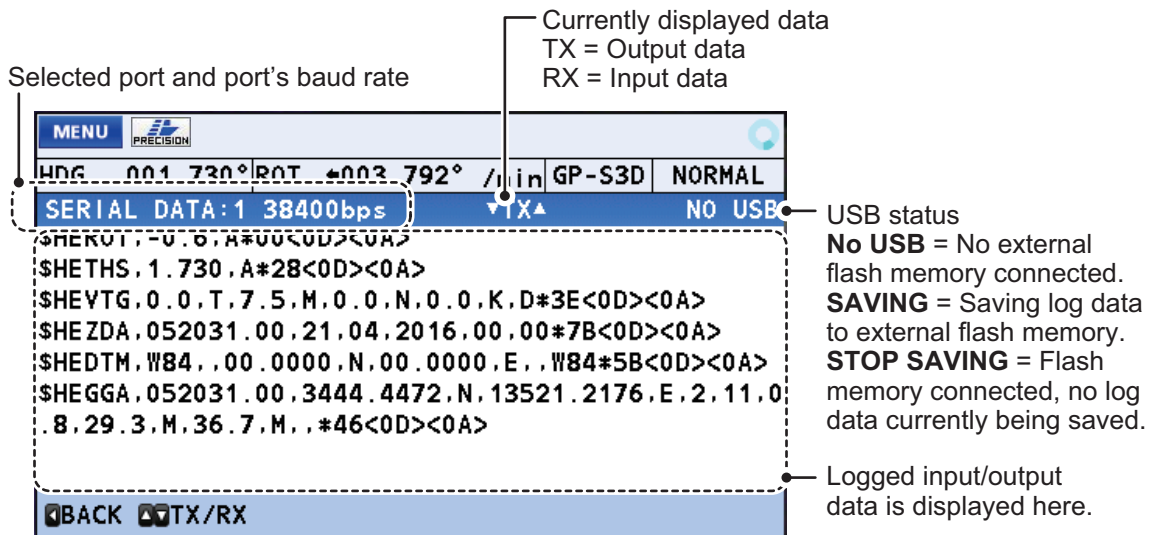 Currently displayed data
TX = Output data
RX = Input data
Selected port and port's baud rate
MENU PRECISION
HDG 001.730° ROT 003.792° /min GP-S3D NORMAL
SERIAL DATA:1 38400bps ▼TX▲ NO USB
$HEROT,-0.6,A*00<0D><0A>
$HETHS,1.730,A*28<0D><0A>
$HEVTG,0.0,T,7.5,M,0.0,N,0.0,K,D*3E<0D><0A>
$HEZDA,052031.00,21,04,2016,00,00*7B<0D><0A>
$HEDTM,W84,,00.0000,N,00.0000,E,,W84*5B<0D><0A>
$HEGGA,052031.00,3444.4472,N,13521.2176,E,2,11,0
.8,29.3,M,36.7,M,,*46<0D><0A>
BACK TX/RX
USB status
No USB = No external
flash memory connected.
SAVING = Saving log data
to external flash memory.
STOP SAVING = Flash
memory connected, no log
data currently being saved.
Logged input/output
data is displayed here.